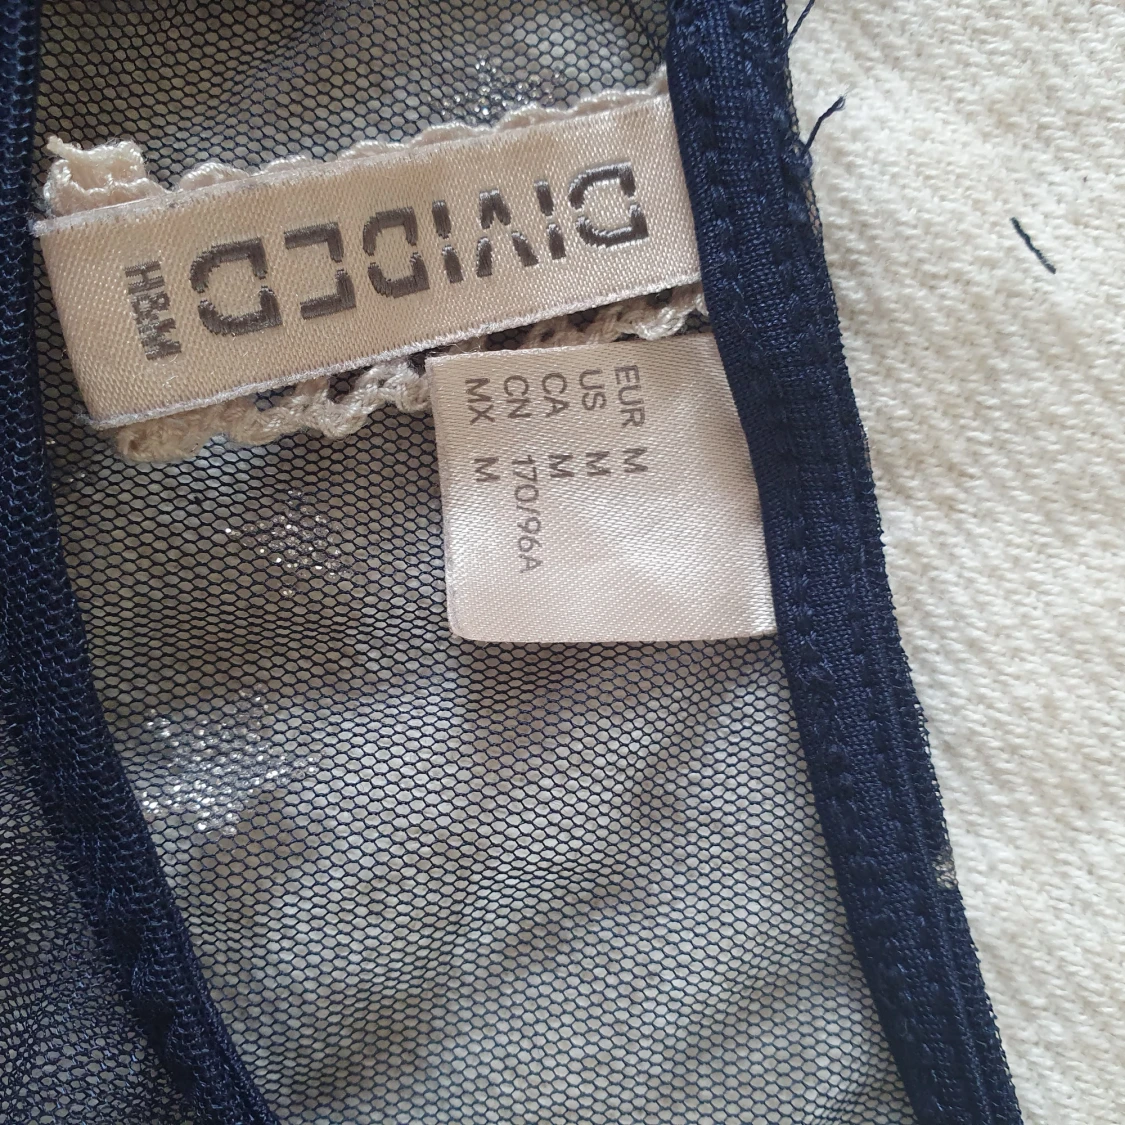 DIVIDED
H&M
EUR M
US M
CA M
CN 170/96A
MX M